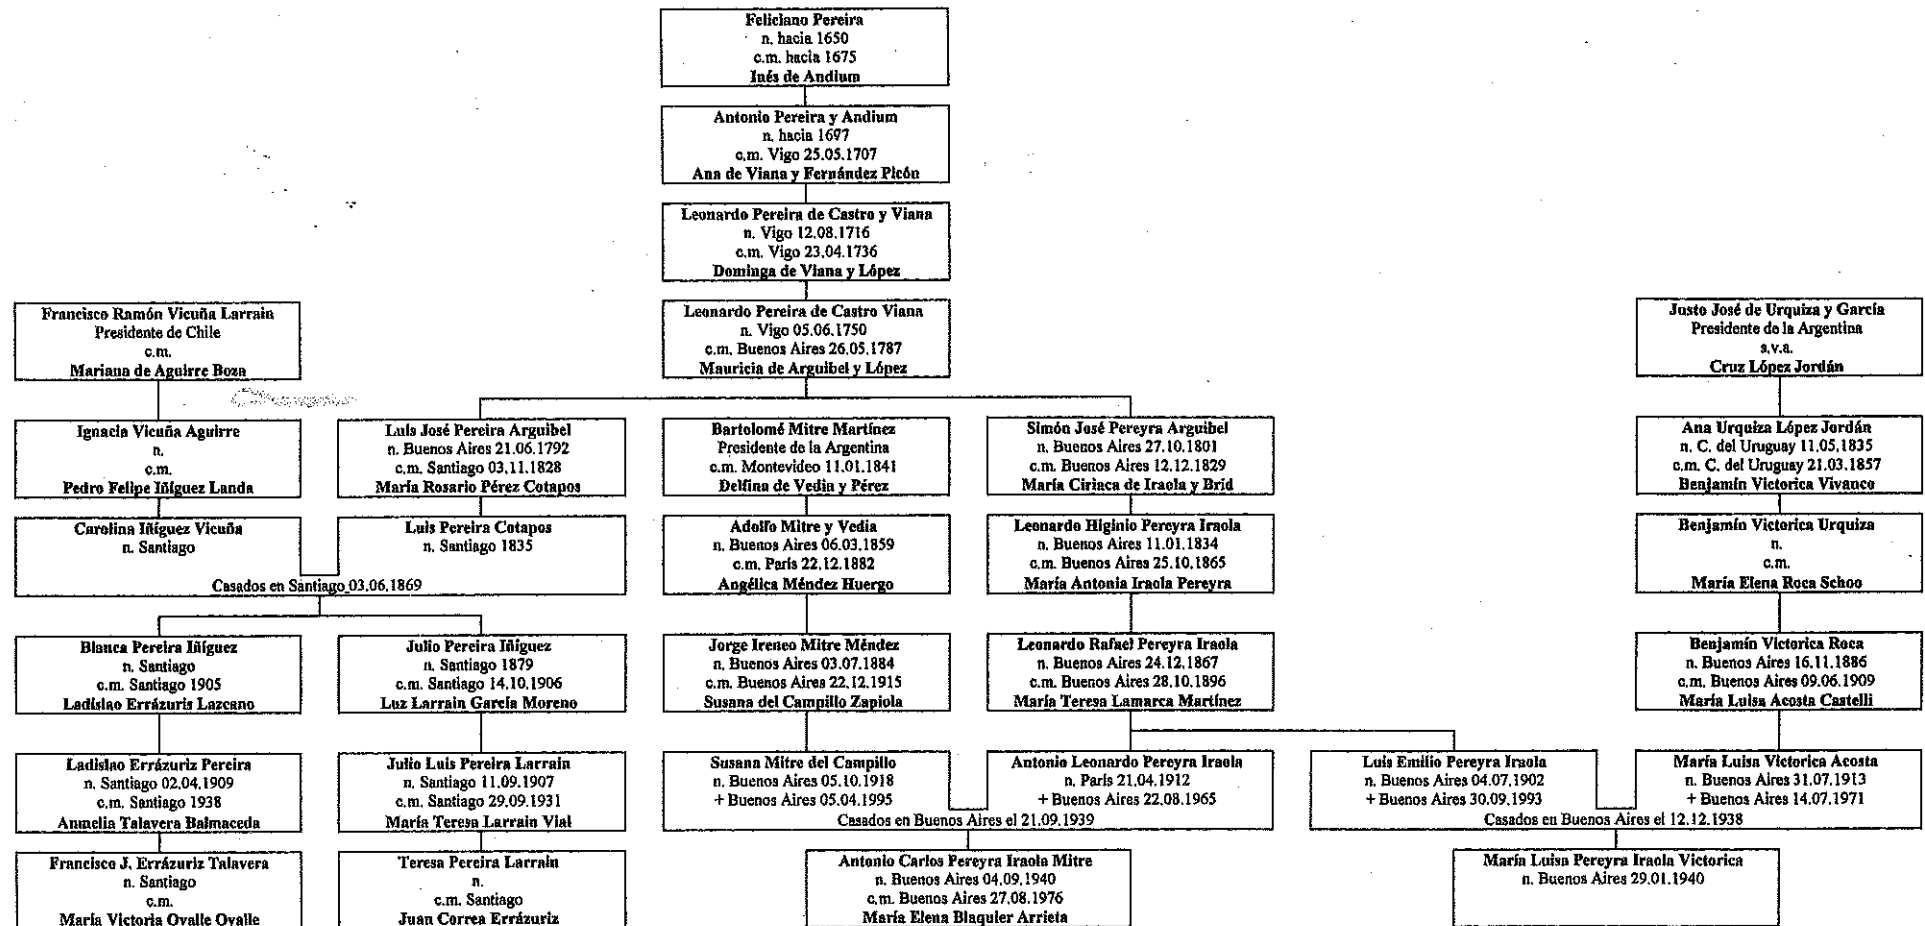 Feliciano Pereira
n. hacia 1650
c.m. hacia 1675
Inés de Andium
Antonio Pereira y Andium
n. hacia 1697
c.m. Vigo 25.05.1707
Ana de Viana y Fernández Picón
Leonardo Pereira de Castro y Viana
n. Vigo 12.08.1716
c.m. Vigo 23.04.1736
Dominga de Viana y López
Francisco Ramón Vicuña Larrain
Presidente de Chile
c.m.
Mariana de Aguirre Boza
Leonardo Pereira de Castro Viana
n. Vigo 05.06.1750
c.m. Buenos Aires 26.05.1787
Mauricia de Arguibel y López
Justo José de Urquiza y García
Presidente de la Argentina
s.v.a.
Cruz López Jordán
Ignacia Vicuña Aguirre
n.
c.m.
Pedro Felipe Iñíguez Landa
Luis José Pereira Arguibel
n. Buenos Aires 21.06.1792
c.m. Santiago 03.11.1828
María Rosario Pérez Cotapos
Bartolomé Mitre Martínez
Presidente de la Argentina
c.m. Montevideo 11.01.1841
Delfina de Vedia y Pérez
Simón José Pereyra Arguibel
n. Buenos Aires 27.10.1801
c.m. Buenos Aires 12.12.1829
María Ciriaca de Iraola y Brid
Ana Urquiza López Jordán
n. C. del Uruguay 11.05.1835
c.m. C. del Uruguay 21.03.1857
Benjamín Victorica Vivanco
Carolina Iñíguez Vicuña
n. Santiago
Luis Pereira Cotapos
n. Santiago 1835
Casados en Santiago 03.06.1869
Adolfo Mitre y Vedia
n. Buenos Aires 06.03.1859
c.m. París 22.12.1882
Angélica Méndez Huergo
Leonardo Higinio Pereyra Iraola
n. Buenos Aires 11.01.1834
c.m. Buenos Aires 25.10.1865
María Antonia Iraola Pereyra
Benjamín Victorica Urquiza
n.
c.m.
María Elena Roca Schoo
Blanca Pereira Iñíguez
n. Santiago
c.m. Santiago 1905
Ladislao Errázuris Lazcano
Julio Pereira Iñiguez
n. Santiago 1879
c.m. Santiago 14.10.1906
Luz Larrain García Moreno
Jorge Ireneo Mitre Méndez
n. Buenos Aires 03.07.1884
c.m. Buenos Aires 22.12.1915
Susana del Campillo Zapiola
Leonardo Rafael Pereyra Iraola
n. Buenos Aires 24.12.1867
c.m. Buenos Aires 28.10.1896
María Teresa Lamarca Martínez
Benjamín Victorica Roca
n. Buenos Aires 16.11.1886
c.m. Buenos Aires 09.06.1909
María Luisa Acosta Castelli
Ladislao Errázuriz Pereira
n. Santiago 02.04.1909
c.m. Santiago 1938
Anmelia Talavera Balmaceda
Julio Luis Pereira Larrain
n. Santiago 11.09.1907
c.m. Santiago 29.09.1931
María Teresa Larrain Vial
Susana Mitre del Campillo
n. Buenos Aires 05.10.1918
+ Buenos Aires 05.04.1995
Antonio Leonardo Pereyra Iraola
n. París 21.04.1912
+ Buenos Aires 22.08.1965
Casados en Buenos Aires el 21.09.1939
Luis Emilio Pereyra Iraola
n. Buenos Aires 04.07.1902
+ Buenos Aires 30.09.1993
María Luisa Victorica Acosta
n. Buenos Aires 31.07.1913
+ Buenos Aires 14.07.1971
Casados en Buenos Aires el 12.12.1938
Francisco J. Errázuriz Talavera
n. Santiago
c.m.
María Victoria Ovalle Ovalle
Teresa Pereira Larrain
n.
c.m. Santiago
Juan Correa Errázuriz
Antonio Carlos Pereyra Iraola Mitre
n. Buenos Aires 04.09.1940
c.m. Buenos Aires 27.08.1976
María Elena Blaquier Arrieta
María Luisa Pereyra Iraola Victorica
n. Buenos Aires 29.01.1940